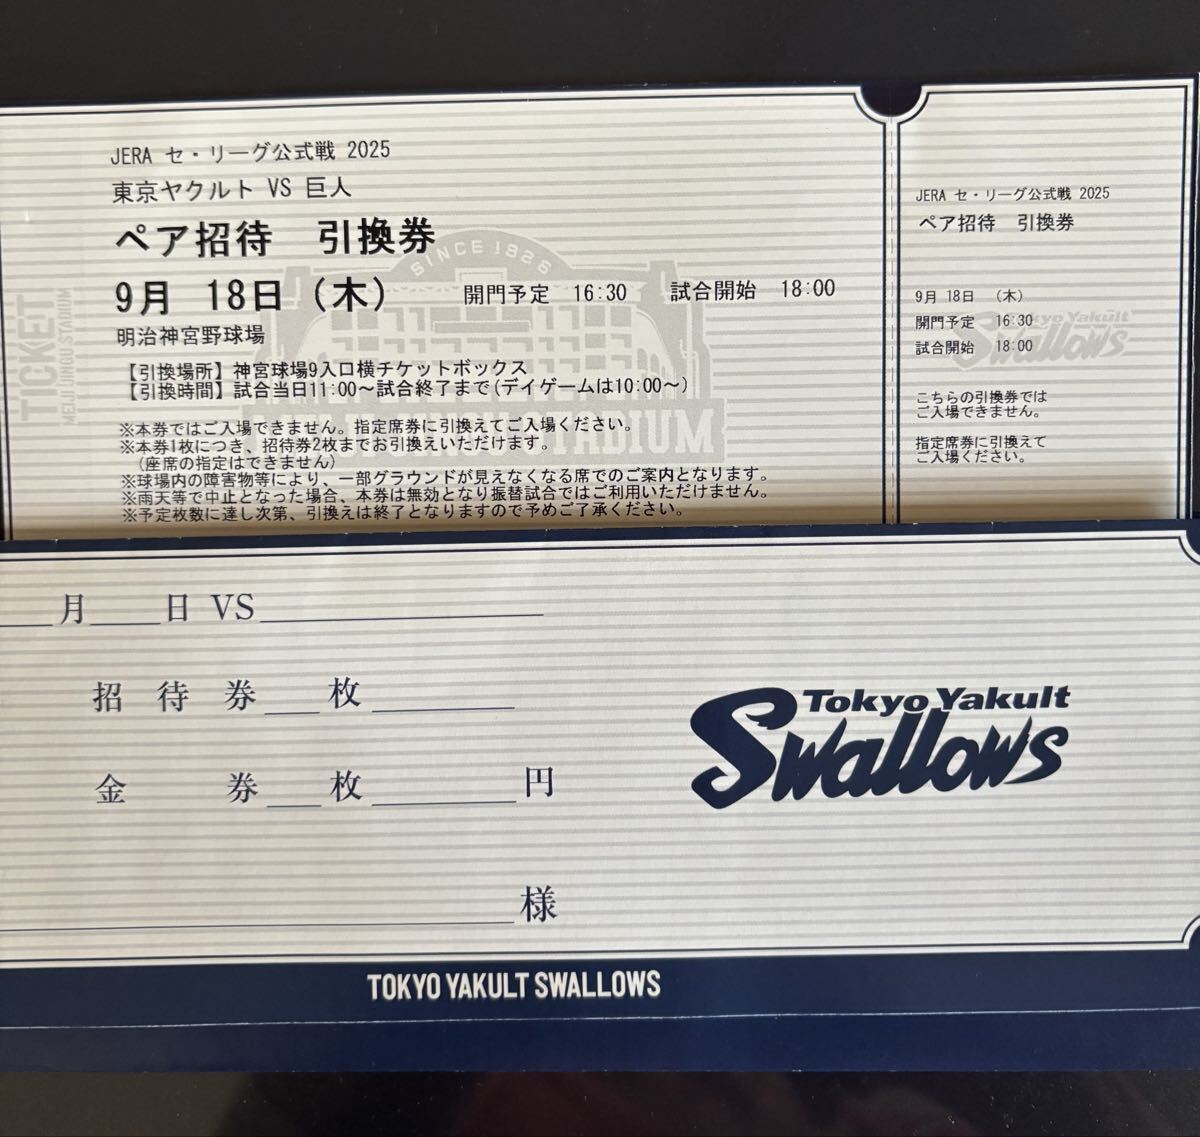 JERA セ・リーグ公式戦 2025
東京ヤクルト VS 巨人
ペア招待 引換券
9月 18日 (木) 開門予定 16:30 試合開始 18:00
明治神宮野球場
【引換場所】神宮球場9入口横チケットボックス
【引換時間】試合当日11:00～試合終了まで(デイゲームは10:00～)
※本券ではご入場できません。指定席券に引換えてご入場ください。
※本券1枚につき、招待券2枚までお引換えいただけます。
(座席の指定はできません)
※球場内の障害物等により、一部グラウンドが見えなくなる席でのご案内となります。
※雨天等で中止となった場合、本券は無効となり振替試合ではご利用いただけません。
※予定枚数に達し次第、引換えは終了となりますので予めご了承ください。
TICKET
MEIJI JINGU STADIUM
SINCE 1926
JERA セ・リーグ公式戦 2025
ペア招待 引換券
9月 18日 (木)
開門予定 16:30
試合開始 18:00
Tokyo Yakult
Swallows
こちらの引換券では
ご入場できません。
指定席券に引換えて
ご入場ください。
月 日 VS
招待券 枚
金券 枚 円
様
Tokyo Yakult
Swallows
TOKYO YAKULT SWALLOWS